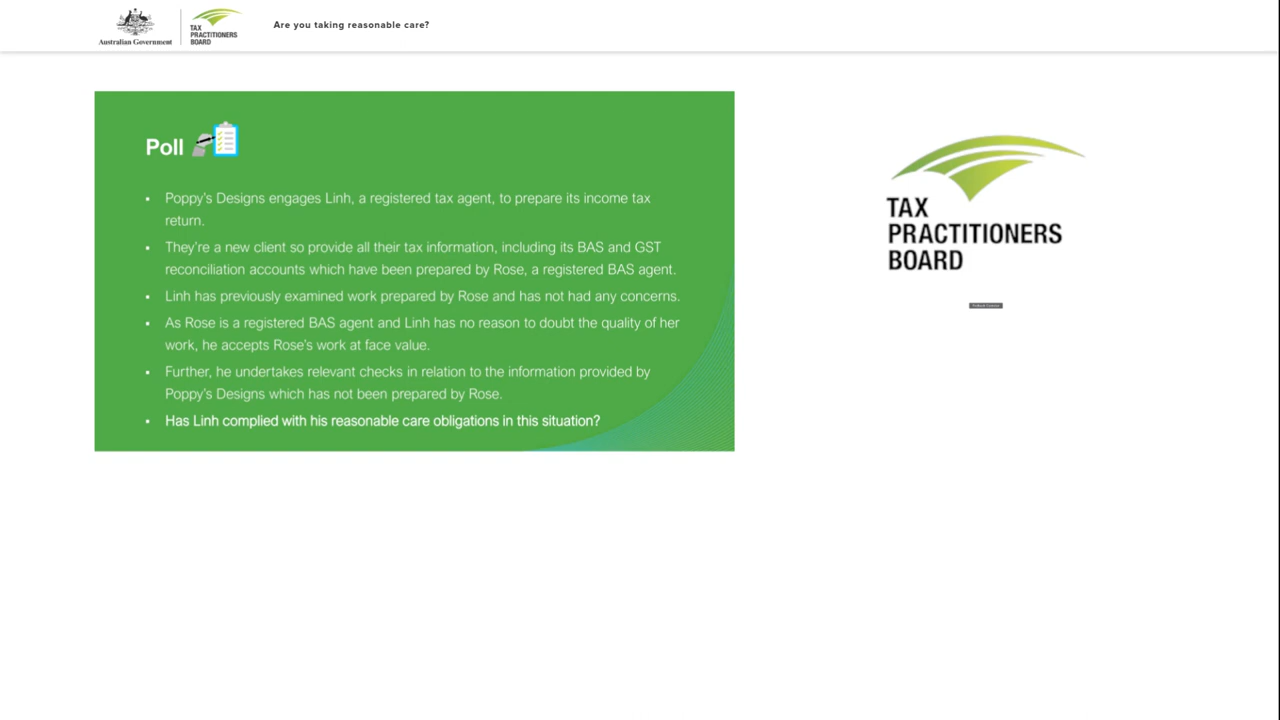 Australian Government
TAX
PRACTITIONERS
BOARD
Are you taking reasonable care?
Poll
▪ Poppy's Designs engages Linh, a registered tax agent, to prepare its income tax
return.
▪ They're a new client so provide all their tax information, including its BAS and GST
reconciliation accounts which have been prepared by Rose, a registered BAS agent.
▪ Linh has previously examined work prepared by Rose and has not had any concerns.
▪ As Rose is a registered BAS agent and Linh has no reason to doubt the quality of her
work, he accepts Rose's work at face value.
▪ Further, he undertakes relevant checks in relation to the information provided by
Poppy's Designs which has not been prepared by Rose.
▪ Has Linh complied with his reasonable care obligations in this situation?
TAX
PRACTITIONERS
BOARD